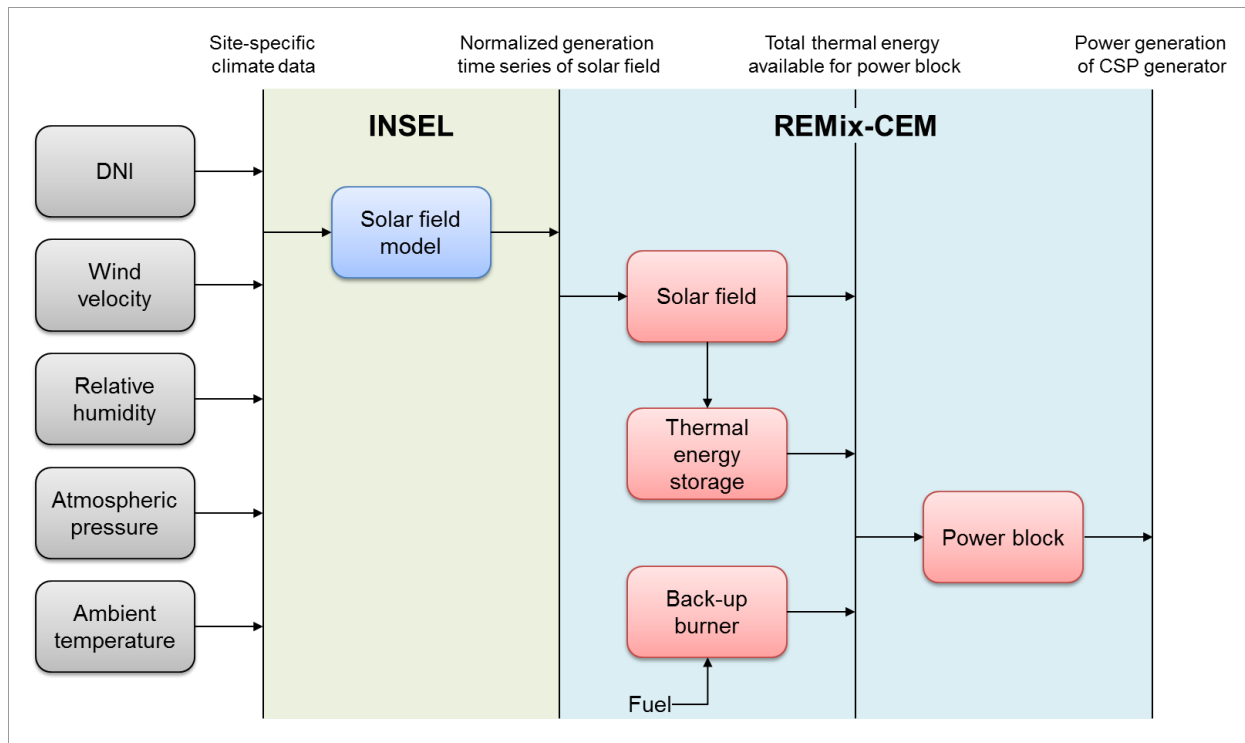 Site-specific
climate data
Normalized generation
time series of solar field
Total thermal energy
available for power block
Power generation
of CSP generator
INSEL
REMix-CEM
DNI
Wind
velocity
Relative
humidity
Atmospheric
pressure
Ambient
temperature
Solar field
model
Solar field
Thermal
energy
storage
Back-up
burner
Fuel
Power block